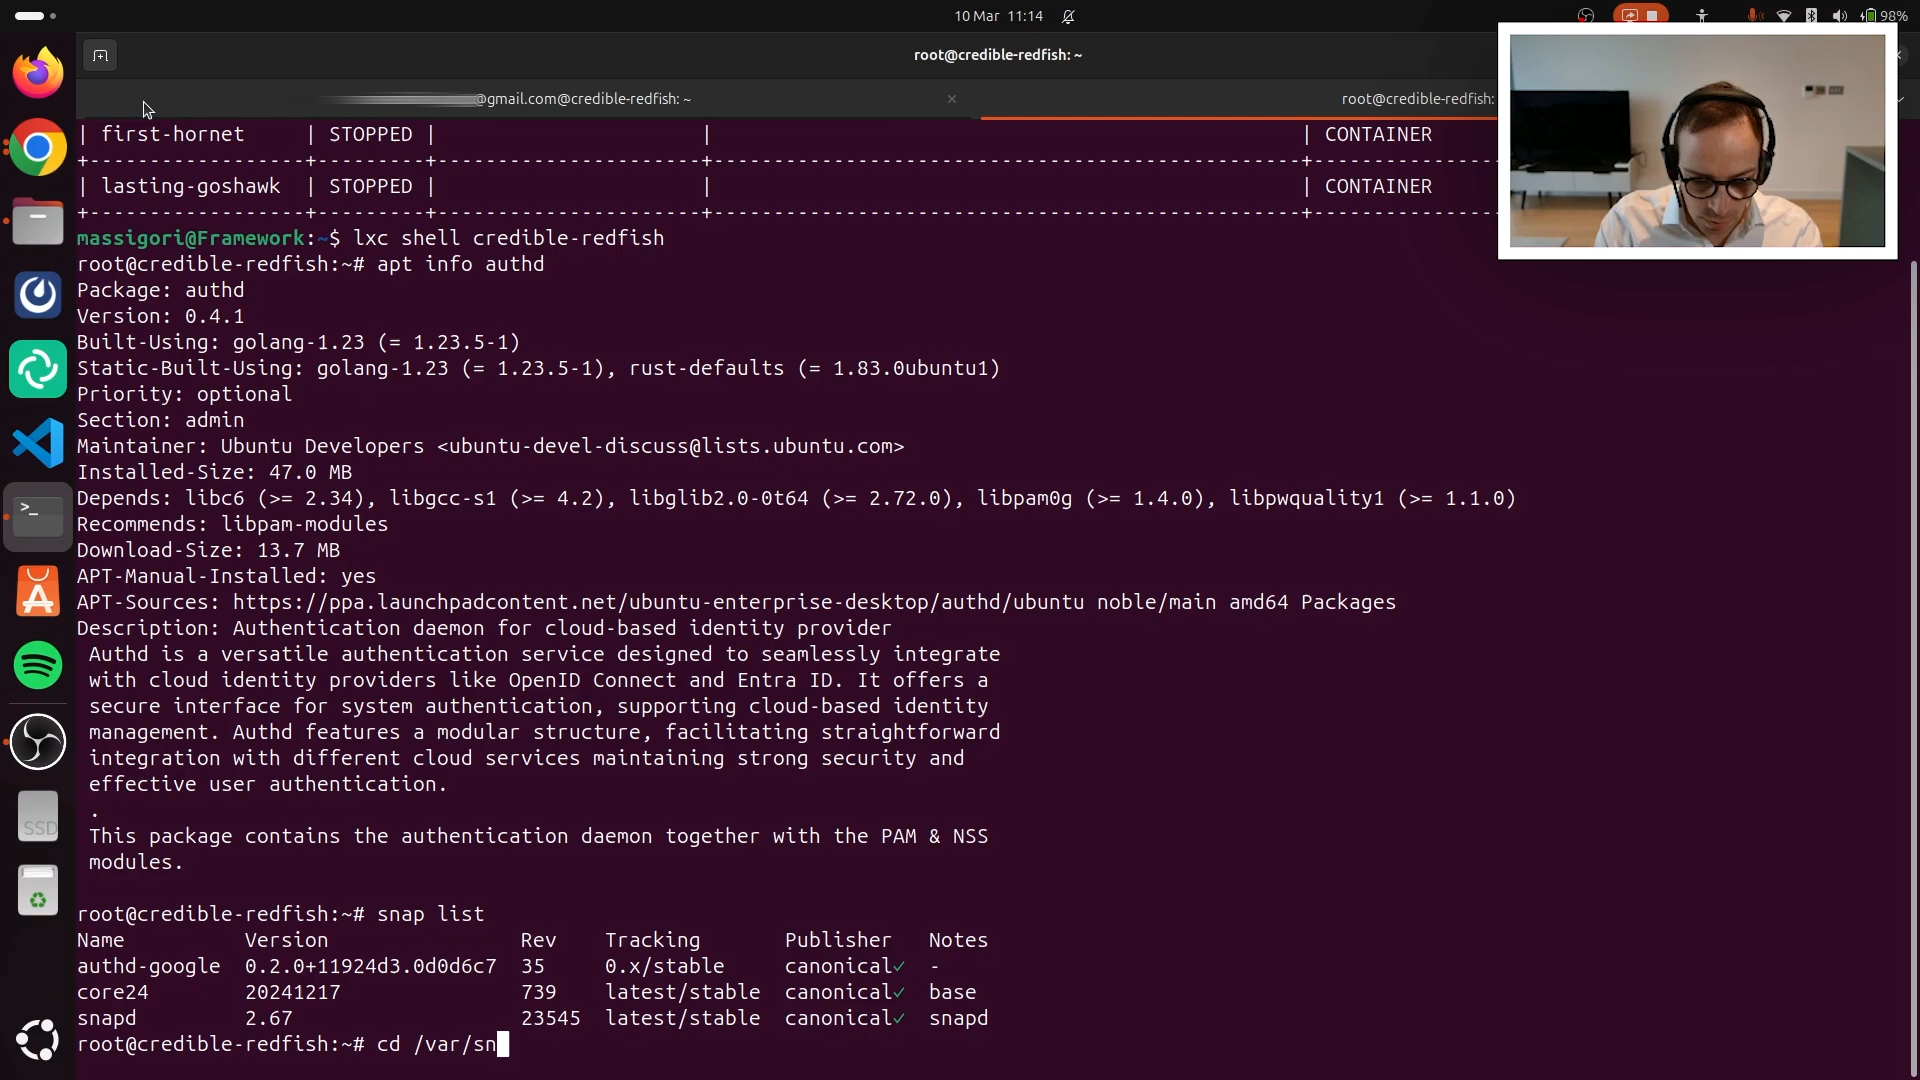 10 Mar 11:14
98%
root@credible-redfish: ~
@gmail.com@credible-redfish: ~
root@credible-redfish:
| first-hornet | STOPPED | | | CONTAINER
| lasting-goshawk | STOPPED | | | CONTAINER
massigori@Framework:~$ lxc shell credible-redfish
root@credible-redfish:~# apt info authd
Package: authd
Version: 0.4.1
Built-Using: golang-1.23 (= 1.23.5-1)
Static-Built-Using: golang-1.23 (= 1.23.5-1), rust-defaults (= 1.83.0ubuntu1)
Priority: optional
Section: admin
Maintainer: Ubuntu Developers <ubuntu-devel-discuss@lists.ubuntu.com>
Installed-Size: 47.0 MB
Depends: libc6 (>= 2.34), libgcc-s1 (>= 4.2), libglib2.0-0t64 (>= 2.72.0), libpam0g (>= 1.4.0), libpwquality1 (>= 1.1.0)
Recommends: libpam-modules
Download-Size: 13.7 MB
APT-Manual-Installed: yes
APT-Sources: https://ppa.launchpadcontent.net/ubuntu-enterprise-desktop/authd/ubuntu noble/main amd64 Packages
Description: Authentication daemon for cloud-based identity provider
Authd is a versatile authentication service designed to seamlessly integrate
with cloud identity providers like OpenID Connect and Entra ID. It offers a
secure interface for system authentication, supporting cloud-based identity
management. Authd features a modular structure, facilitating straightforward
integration with different cloud services maintaining strong security and
effective user authentication.
.
This package contains the authentication daemon together with the PAM & NSS
modules.
root@credible-redfish:~# snap list
Name Version Rev Tracking Publisher Notes
authd-google 0.2.0+11924d3.0d0d6c7 35 0.x/stable canonical✓ -
core24 20241217 739 latest/stable canonical✓ base
snapd 2.67 23545 latest/stable canonical✓ snapd
root@credible-redfish:~# cd /var/sn
SSD